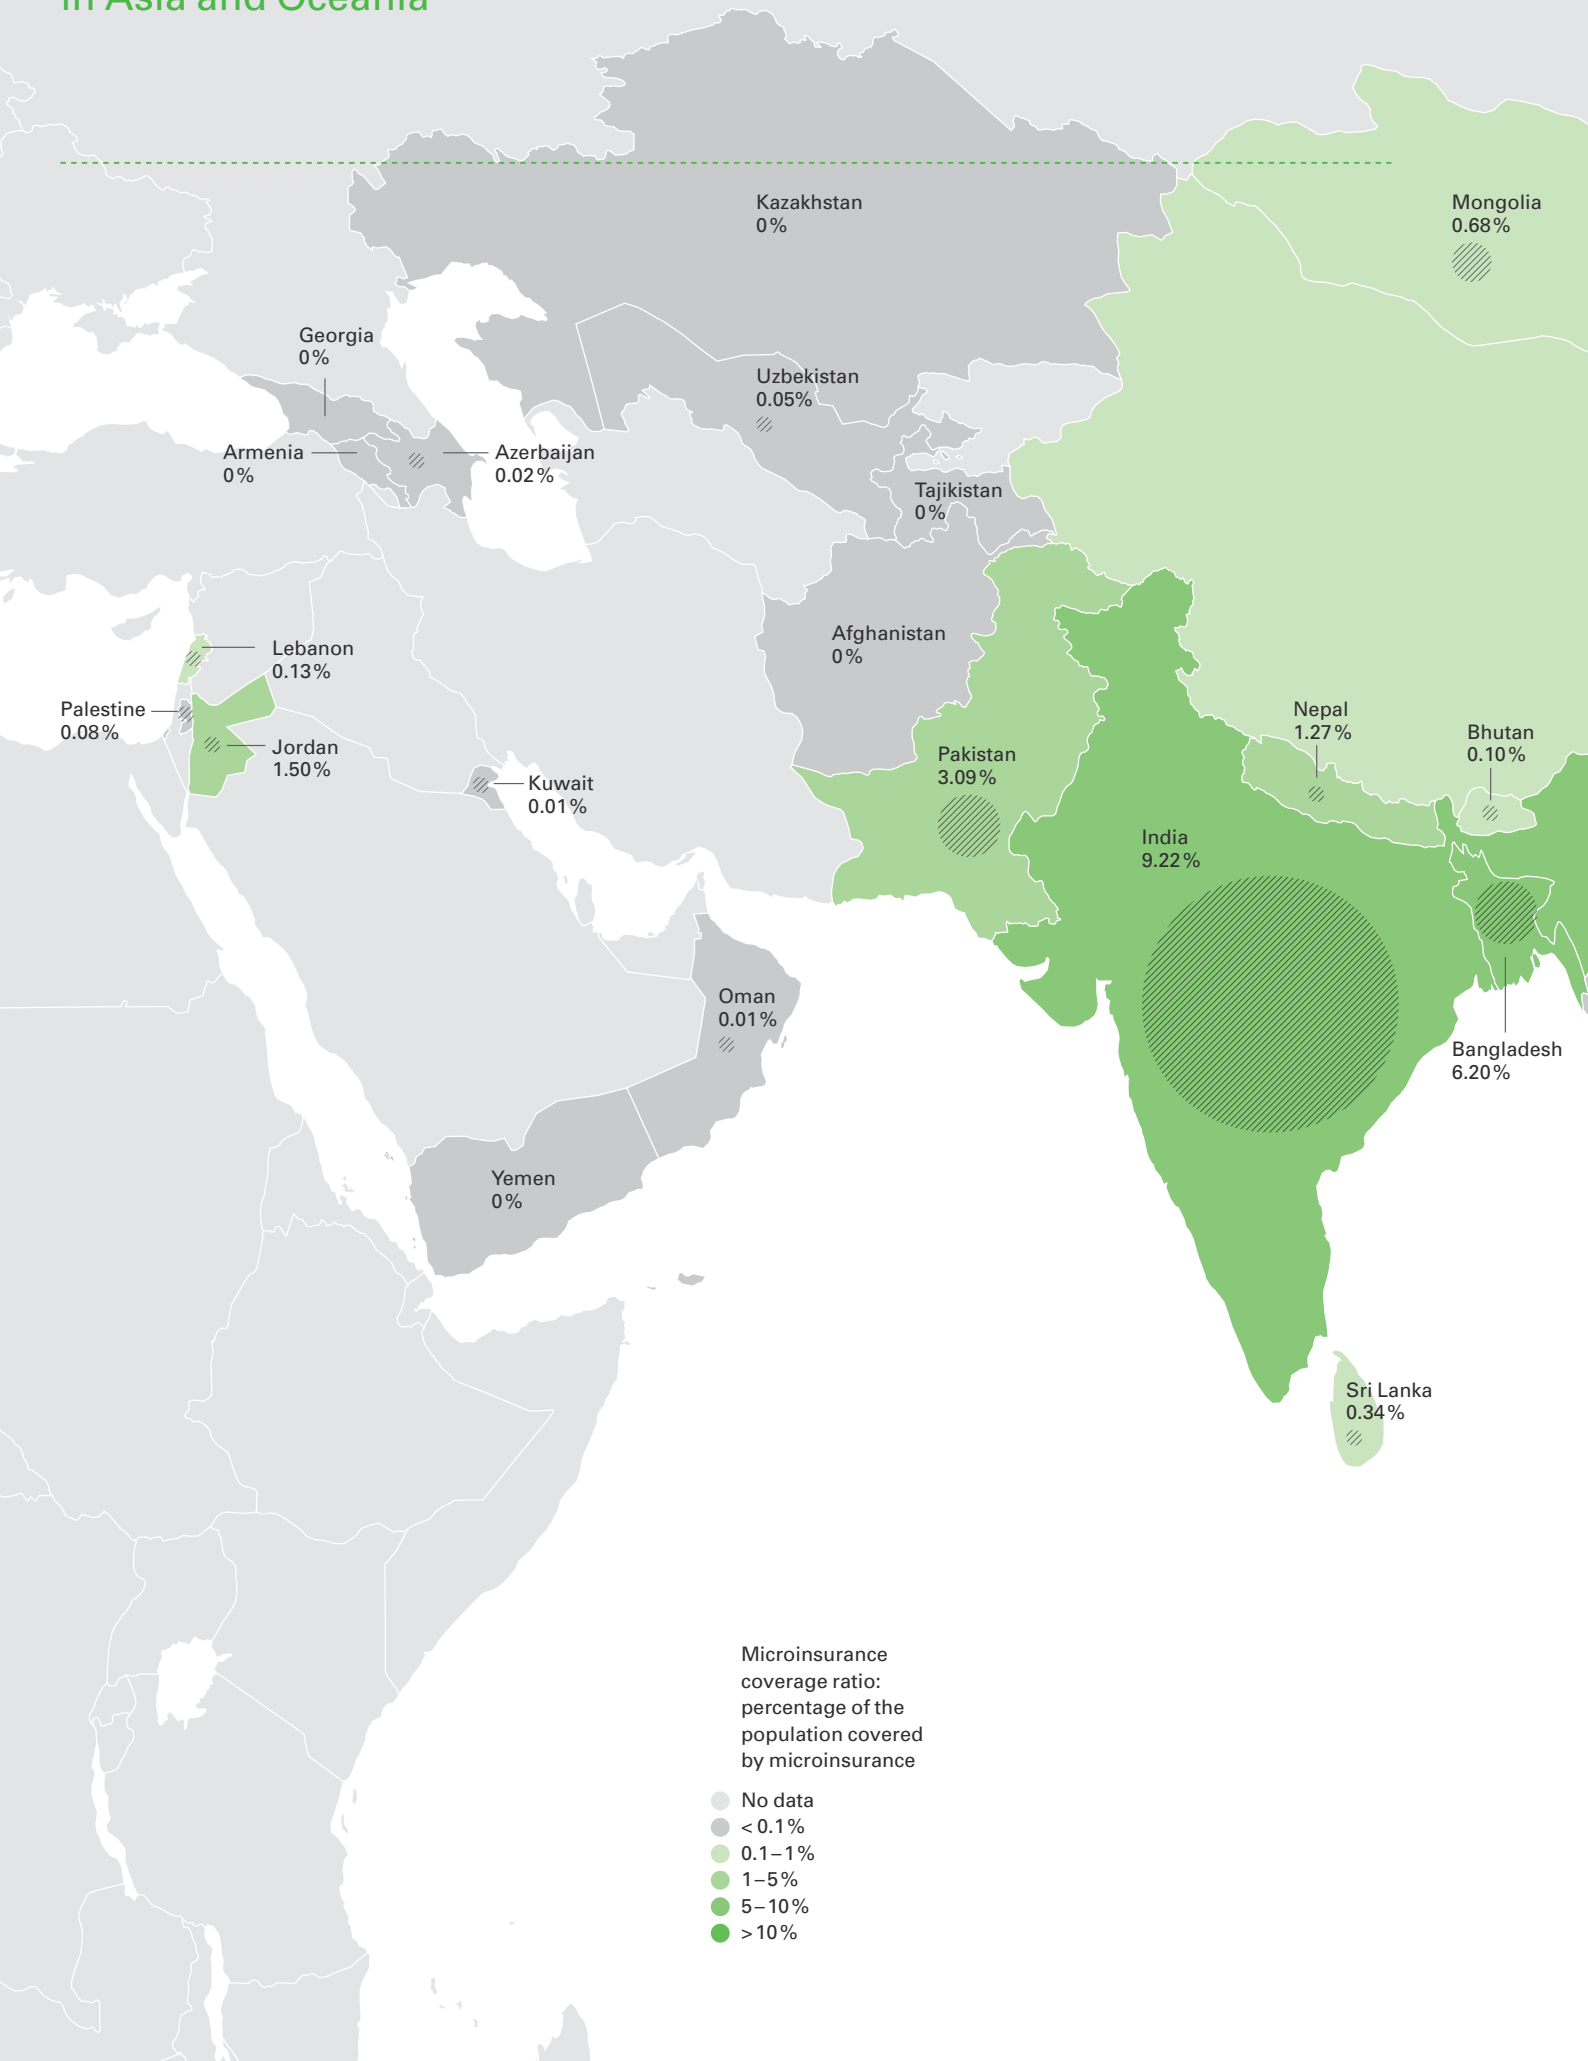 in Asia and Oceania
Kazakhstan
0%
Mongolia
0.68%
Georgia
0%
Uzbekistan
0.05%
Armenia
0%
Azerbaijan
0.02%
Tajikistan
0%
Afghanistan
0%
Lebanon
0.13%
Palestine
0.08%
Jordan
1.50%
Kuwait
0.01%
Pakistan
3.09%
Nepal
1.27%
Bhutan
0.10%
India
9.22%
Oman
0.01%
Bangladesh
6.20%
Yemen
0%
Sri Lanka
0.34%
Microinsurance
coverage ratio:
percentage of the
population covered
by microinsurance
No data
< 0.1%
0.1–1%
1–5%
5–10%
>10%